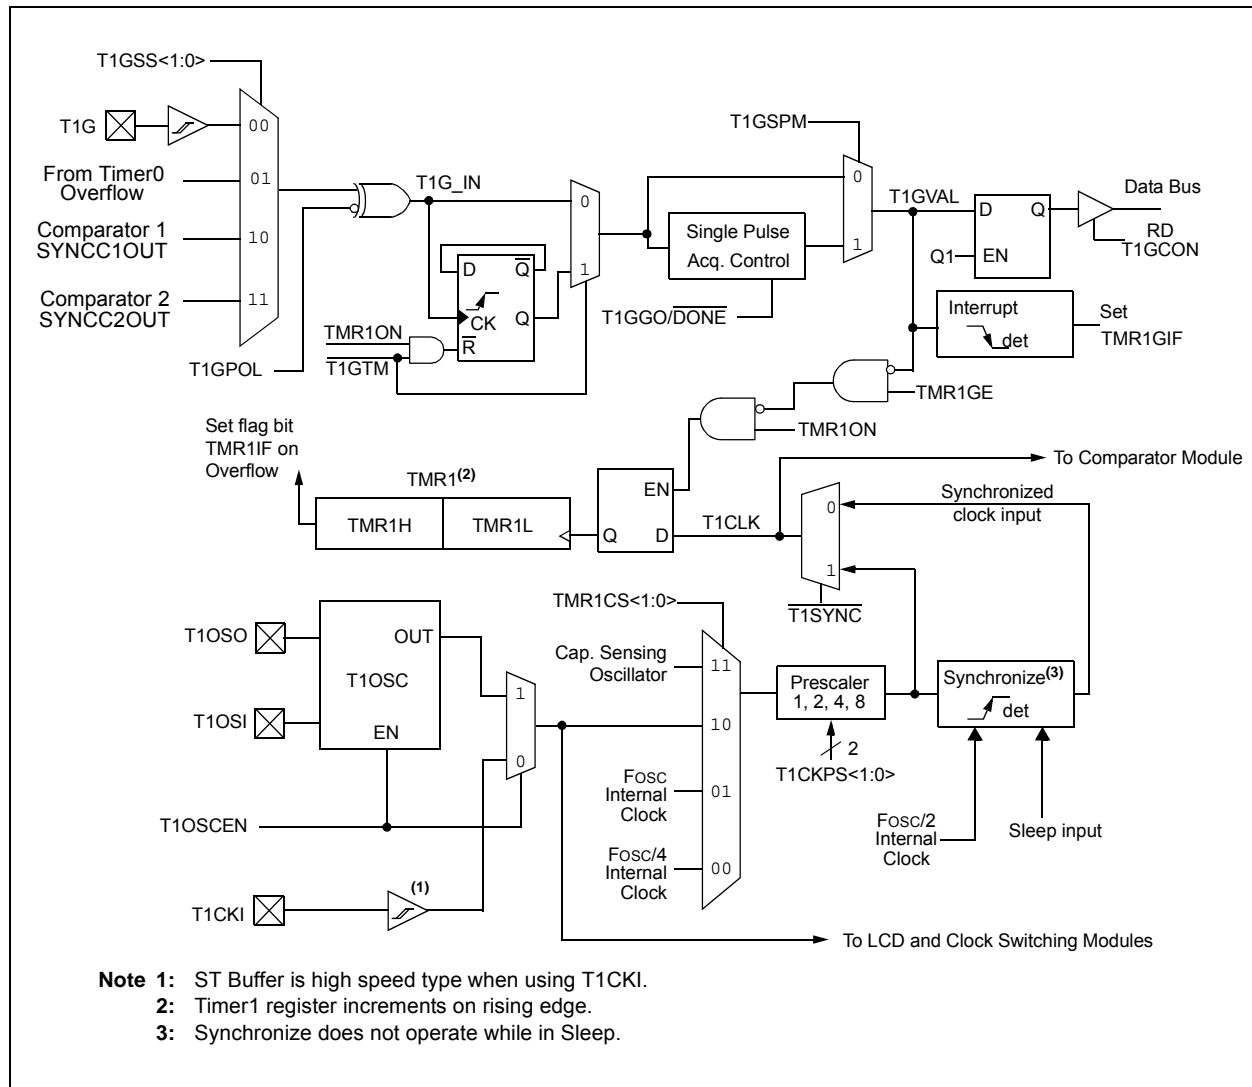 T1GSS<1:0>
T1G
00
From Timer0
Overflow
01
Comparator 1
SYNCC1OUT
10
Comparator 2
SYNCC2OUT
11
T1GPOL
T1G_IN
0
1
D
Q
CK
Q
R
TMR1ON
T1GTM
T1GSPM
0
1
Single Pulse
Acq. Control
T1GGO/DONE
T1GVAL
D
Q
Q1
EN
Data Bus
RD
T1GCON
Interrupt
det
Set
TMR1GIF
TMR1GE
TMR1ON
Set flag bit
TMR1IF on
Overflow
TMR1(2)
TMR1H
TMR1L
EN
Q
D
T1CLK
To Comparator Module
0
1
Synchronized
clock input
T1SYNC
T1OSO
T1OSI
OUT
T1OSC
EN
1
0
T1OSCEN
T1CKI
(1)
TMR1CS<1:0>
Cap. Sensing
Oscillator
11
10
FOSC
Internal
Clock
01
FOSC/4
Internal
Clock
00
Prescaler
1, 2, 4, 8
2
T1CKPS<1:0>
Synchronize(3)
det
FOSC/2
Internal
Clock
Sleep input
To LCD and Clock Switching Modules
Note 1: ST Buffer is high speed type when using T1CKI.
2: Timer1 register increments on rising edge.
3: Synchronize does not operate while in Sleep.